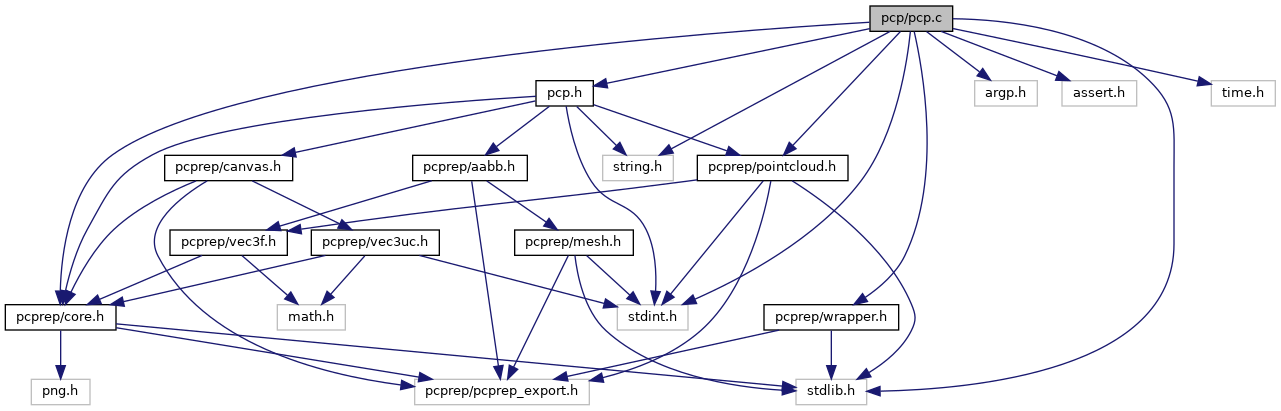 pcp/pcp.c
pcp.h
argp.h
assert.h
time.h
pcprep/canvas.h
pcprep/aabb.h
string.h
pcprep/pointcloud.h
pcprep/vec3f.h
pcprep/vec3uc.h
pcprep/mesh.h
pcprep/core.h
math.h
stdint.h
pcprep/wrapper.h
png.h
pcprep/pcprep_export.h
stdlib.h